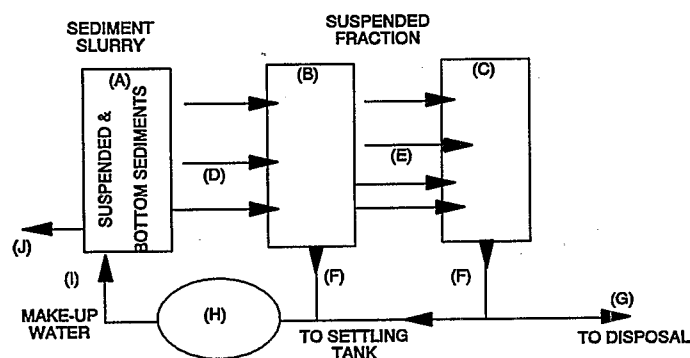 SEDIMENT
SLURRY
SUSPENDED
FRACTION
(A)
SUSPENDED &
BOTTOM SEDIMENTS
(B)
(C)
(D)
(E)
(J)
(I)
(F)
(F)
(G)
(H)
MAKE-UP
WATER
TO SETTLING
TANK
TO DISPOSAL